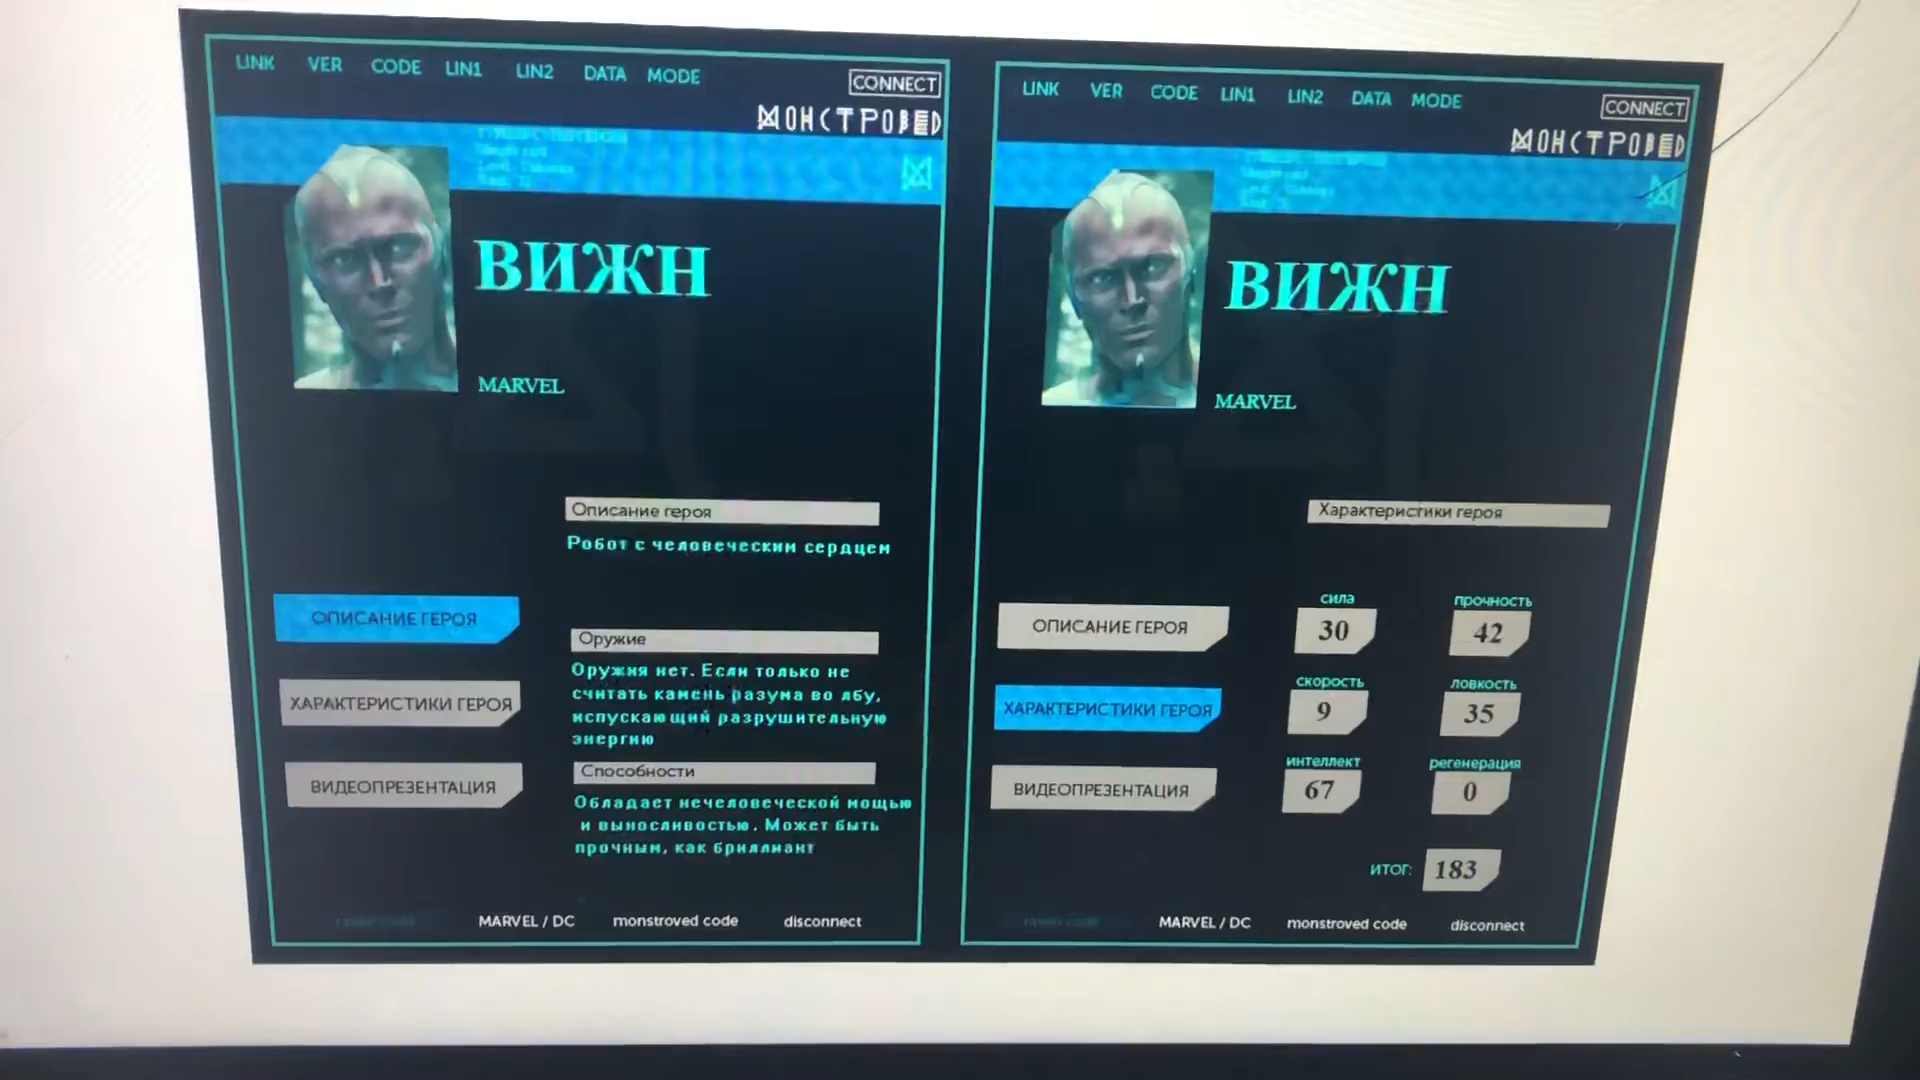 LINK VER CODE LIN1 LIN2 DATA MODE
CONNECT
МОНСТРОВЕД
ВИЖН
MARVEL
Описание героя
Робот с человеческим сердцем
ОПИСАНИЕ ГЕРОЯ
ХАРАКТЕРИСТИКИ ГЕРОЯ
ВИДЕОПРЕЗЕНТАЦИЯ
Оружие
Оружия нет. Если только не
считать камень разума во лбу,
испускающий разрушительную
энергию
Способности
Обладает нечеловеческой мощью
и выносливостью. Может быть
прочным, как бриллиант
MARVEL / DC monstroved code disconnect
LINK VER CODE LIN1 LIN2 DATA MODE
CONNECT
МОНСТРОВЕД
ВИЖН
MARVEL
Характеристики героя
ОПИСАНИЕ ГЕРОЯ
ХАРАКТЕРИСТИКИ ГЕРОЯ
ВИДЕОПРЕЗЕНТАЦИЯ
сила прочность
30 42
скорость ловкость
9 35
интеллект регенерация
67 0
ИТОГ: 183
MARVEL / DC monstroved code disconnect